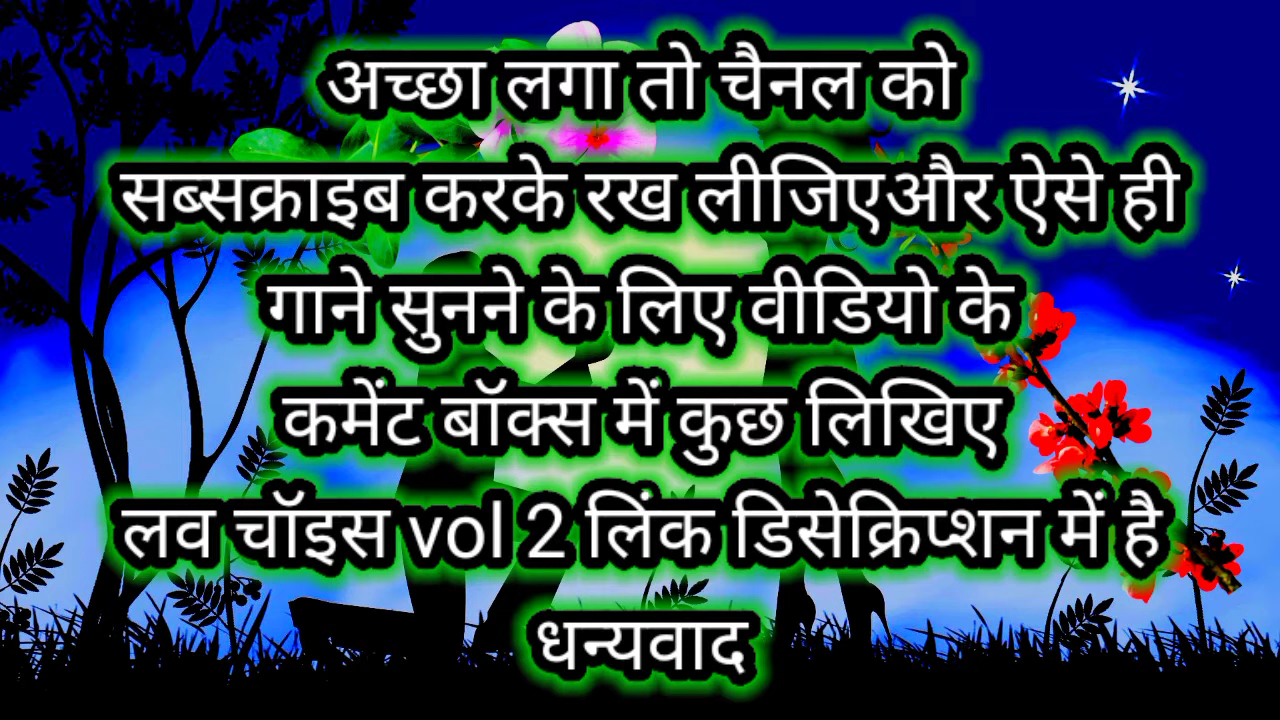 अच्छा लगा तो चैनल को
सब्सक्राइब करके रख लीजिएऔर ऐसे ही
गाने सुनने के लिए वीडियो के
कमेंट बॉक्स में कुछ लिखिए
लव चॉइस vol 2 लिंक डिसेक्रिप्शन में है
धन्यवाद